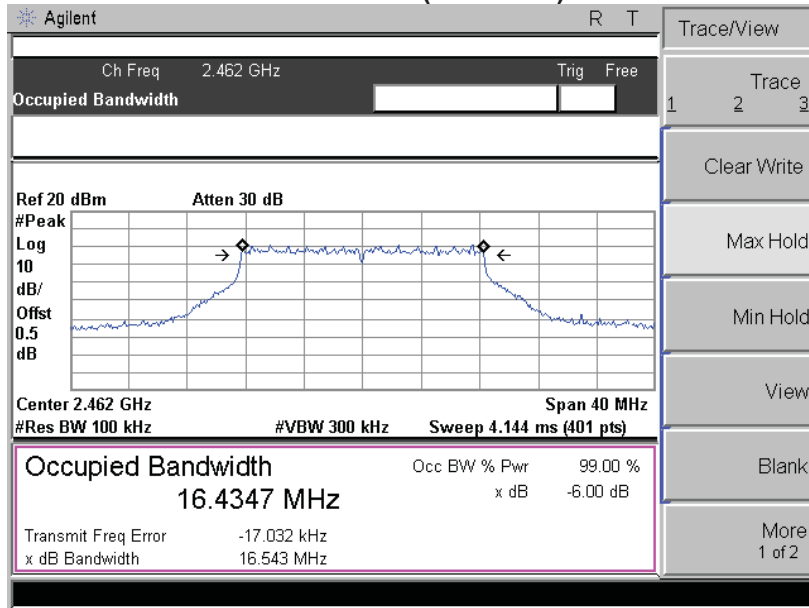 Agilent R T
Trace/View
Ch Freq 2.462 GHz Trig Free
Occupied Bandwidth
Trace
1 2 3
Clear Write
Ref 20 dBm Atten 30 dB
#Peak
Log
10
dB/
Offst
0.5
dB
Max Hold
Min Hold
Center 2.462 GHz Span 40 MHz
#Res BW 100 kHz #VBW 300 kHz Sweep 4.144 ms (401 pts)
View
Occupied Bandwidth Occ BW % Pwr 99.00 %
16.4347 MHz x dB -6.00 dB
Blank
Transmit Freq Error -17.032 kHz
x dB Bandwidth 16.543 MHz
More
1 of 2